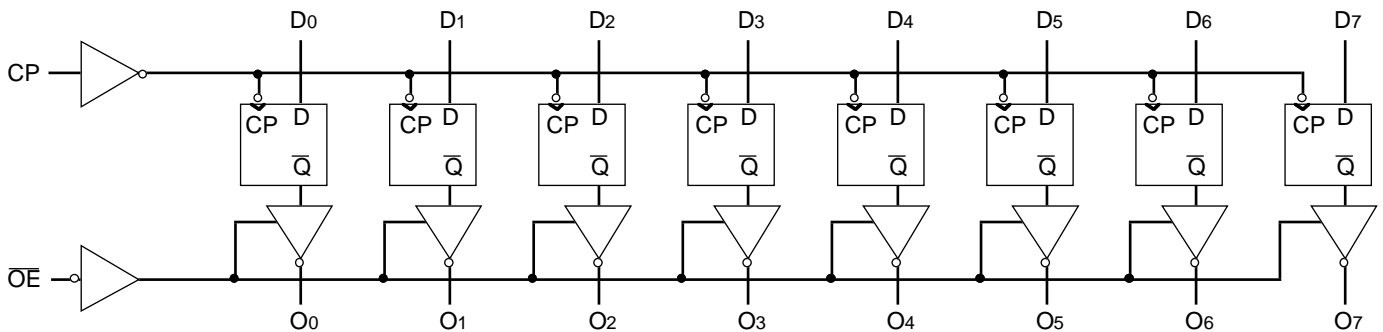 D0 D1 D2 D3 D4 D5 D6 D7
CP
CP D CP D CP D CP D CP D CP D CP D CP D
Q̅ Q̅ Q̅ Q̅ Q̅ Q̅ Q̅ Q̅
O̅E̅
O0 O1 O2 O3 O4 O5 O6 O7